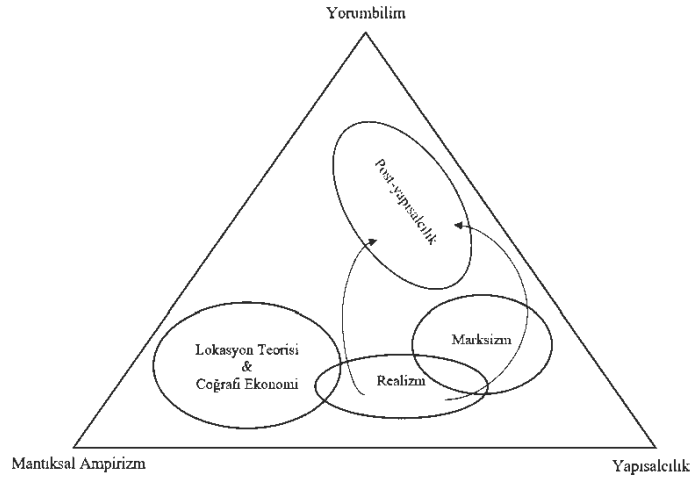 Yorumbilim
Post-yapısalcılık
Lokasyon Teorisi
&
Coğrafi Ekonomi
Marksizm
Realizm
Mantıksal Ampirizm
Yapısalcılık